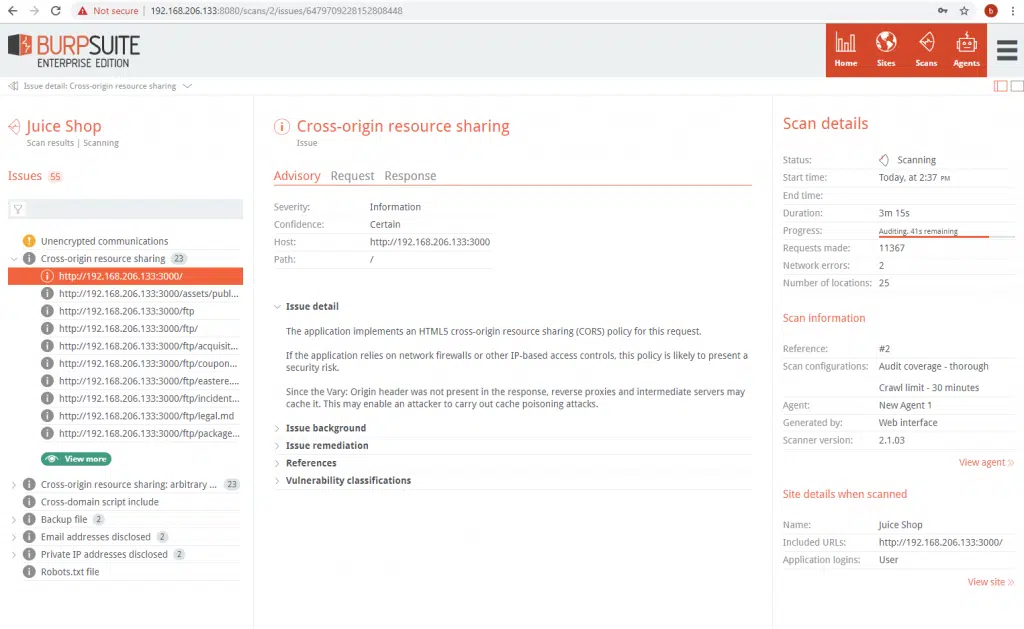 Not secure | 192.168.206.133:8080/scans/2/issues/6479709228152808448
b
BURPSUITE
ENTERPRISE EDITION
Home Sites Scans Agents
Issue detail: Cross-origin resource sharing
Juice Shop
Scan results | Scanning
Issues 55
Unencrypted communications
Cross-origin resource sharing 23
http://192.168.206.133:3000/
http://192.168.206.133:3000/assets/publ...
http://192.168.206.133:3000/ftp
http://192.168.206.133:3000/ftp/
http://192.168.206.133:3000/ftp/acquisit...
http://192.168.206.133:3000/ftp/coupon...
http://192.168.206.133:3000/ftp/eastere....
http://192.168.206.133:3000/ftp/incident...
http://192.168.206.133:3000/ftp/legal.md
http://192.168.206.133:3000/ftp/package...
View more
Cross-origin resource sharing: arbitrary ... 23
Cross-domain script include
Backup file 2
Email addresses disclosed 2
Private IP addresses disclosed 2
Robots.txt file
Cross-origin resource sharing
Issue
Advisory Request Response
Severity: Information
Confidence: Certain
Host: http://192.168.206.133:3000
Path: /
Issue detail
The application implements an HTML5 cross-origin resource sharing (CORS) policy for this request.
If the application relies on network firewalls or other IP-based access controls, this policy is likely to present a
security risk.
Since the Vary: Origin header was not present in the response, reverse proxies and intermediate servers may
cache it. This may enable an attacker to carry out cache poisoning attacks.
Issue background
Issue remediation
References
Vulnerability classifications
Scan details
Status: Scanning
Start time: Today, at 2:37 PM
End time:
Duration: 3m 15s
Progress: Auditing, 41s remaining
Requests made: 11367
Network errors: 2
Number of locations: 25
Scan information
Reference: #2
Scan configurations: Audit coverage - thorough
Crawl limit - 30 minutes
Agent: New Agent 1
Generated by: Web interface
Scanner version: 2.1.03
View agent
Site details when scanned
Name: Juice Shop
Included URLs: http://192.168.206.133:3000/
Application logins: User
View site